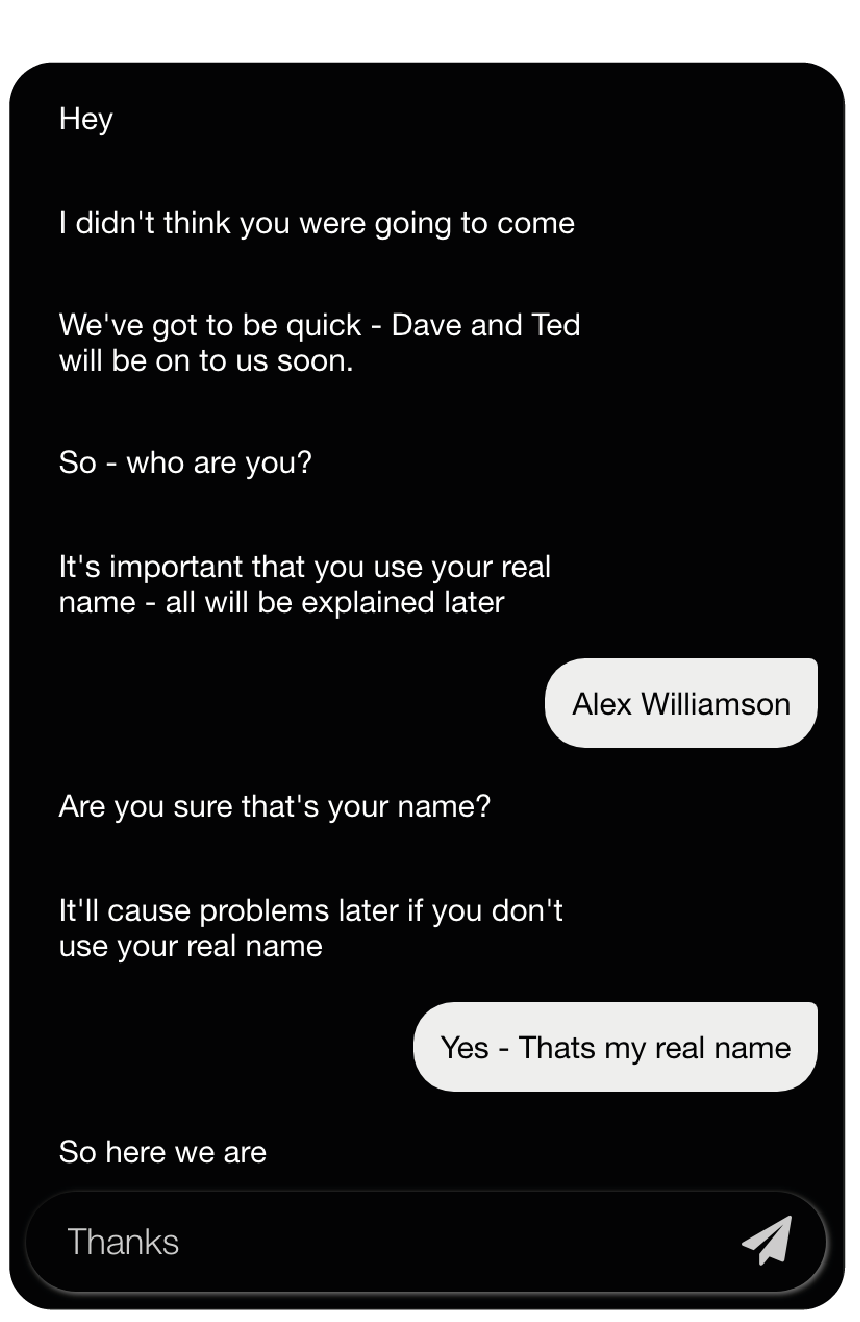 Hey
I didn't think you were going to come
We've got to be quick - Dave and Ted
will be on to us soon.
So - who are you?
It's important that you use your real
name - all will be explained later
Alex Williamson
Are you sure that's your name?
It'll cause problems later if you don't
use your real name
Yes - Thats my real name
So here we are
Thanks